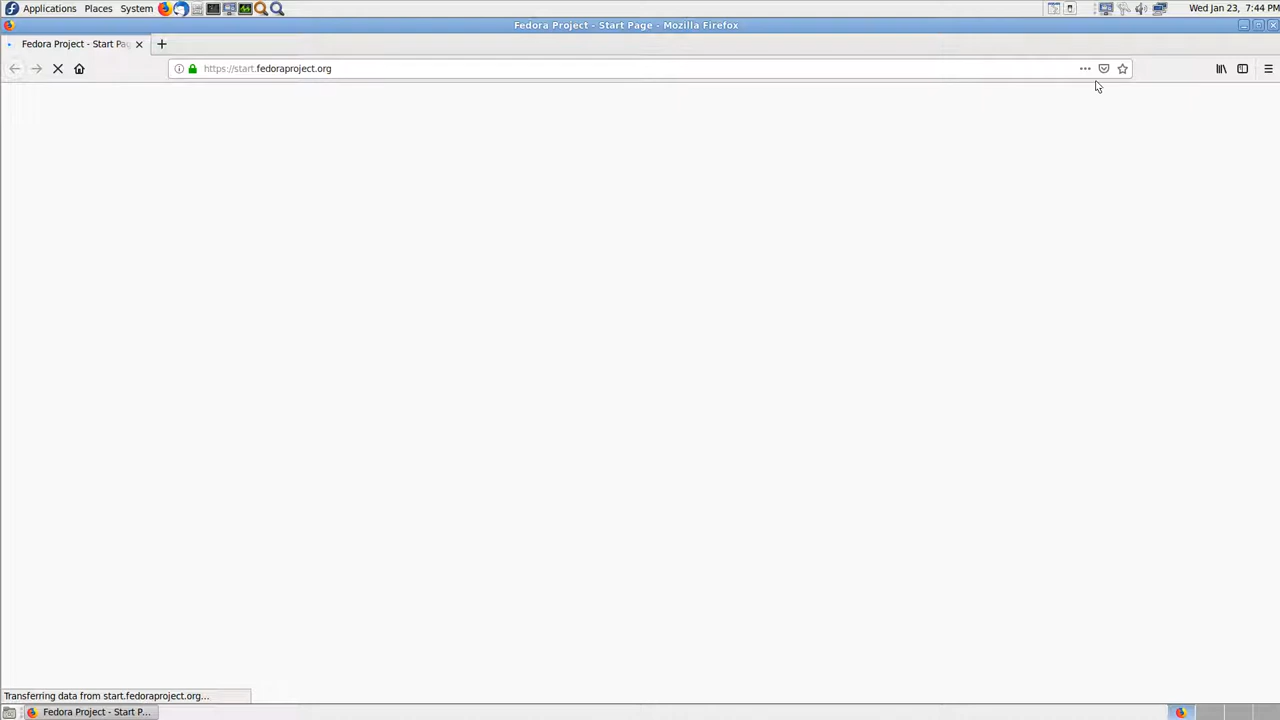 Applications Places System Wed Jan 23, 7:44 PM
Fedora Project - Start Page - Mozilla Firefox
Fedora Project - Start Pag
https://start.fedoraproject.org
Transferring data from start.fedoraproject.org...
Fedora Project - Start P...